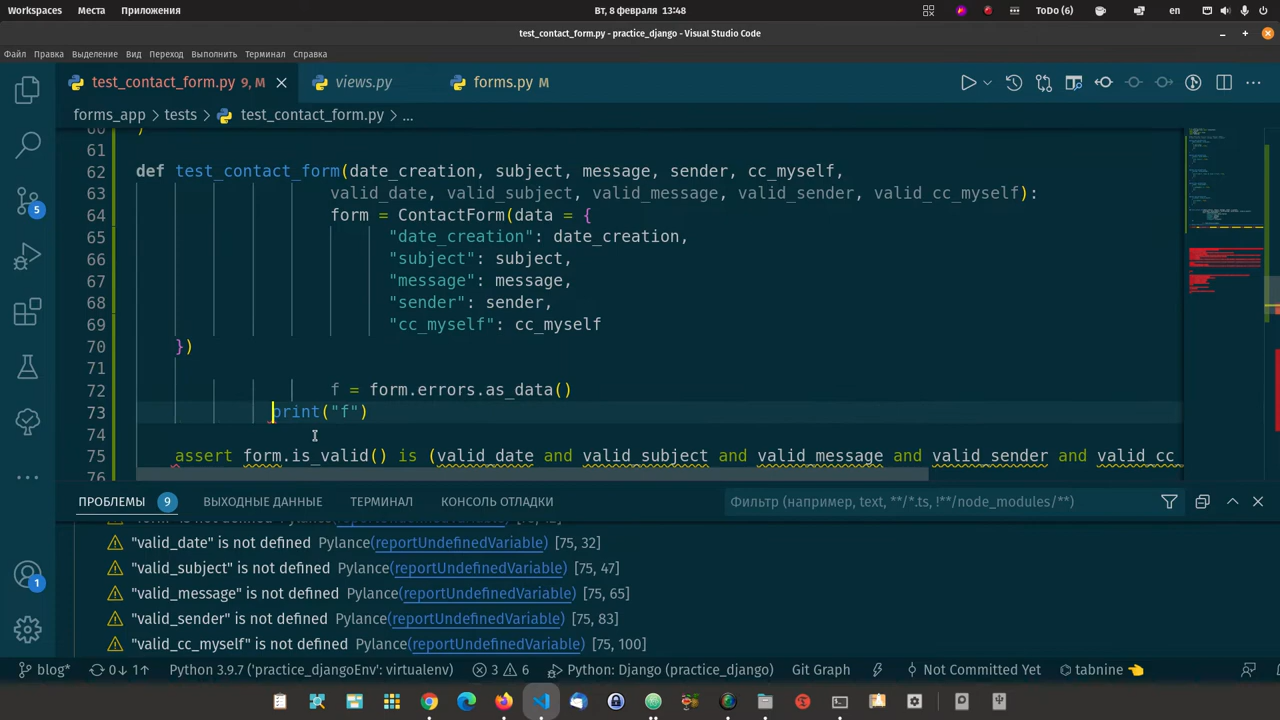 Workspaces Места Приложения Вт, 8 февраля 13:48 ToDo (6) en
test_contact_form.py - practice_django - Visual Studio Code
Файл Правка Выделение Вид Переход Выполнить Терминал Справка
test_contact_form.py 9, M views.py forms.py M
forms_app tests test_contact_form.py ...
60 )
61
62 def test_contact_form(date_creation, subject, message, sender, cc_myself,
63 valid_date, valid_subject, valid_message, valid_sender, valid_cc_myself):
64 form = ContactForm(data = {
65 "date_creation": date_creation,
66 "subject": subject,
67 "message": message,
68 "sender": sender,
69 "cc_myself": cc_myself
70 })
71
72 f = form.errors.as_data()
73 print("f")
74
75 assert form.is_valid() is (valid_date and valid_subject and valid_message and valid_sender and valid_cc
76
5
ПРОБЛЕМЫ 9 ВЫХОДНЫЕ ДАННЫЕ ТЕРМИНАЛ КОНСОЛЬ ОТЛАДКИ Фильтр (например, text, **/*.ts, !**/node_modules/**)
"valid_date" is not defined Pylance(reportUndefinedVariable) [75, 32]
"valid_subject" is not defined Pylance(reportUndefinedVariable) [75, 47]
"valid_message" is not defined Pylance(reportUndefinedVariable) [75, 65]
"valid_sender" is not defined Pylance(reportUndefinedVariable) [75, 83]
"valid_cc_myself" is not defined Pylance(reportUndefinedVariable) [75, 100]
1
blog* 0↓ 1↑ Python 3.9.7 ('practice_djangoEnv': virtualenv) 3 6 Python: Django (practice_django) Git Graph Not Committed Yet tabnine